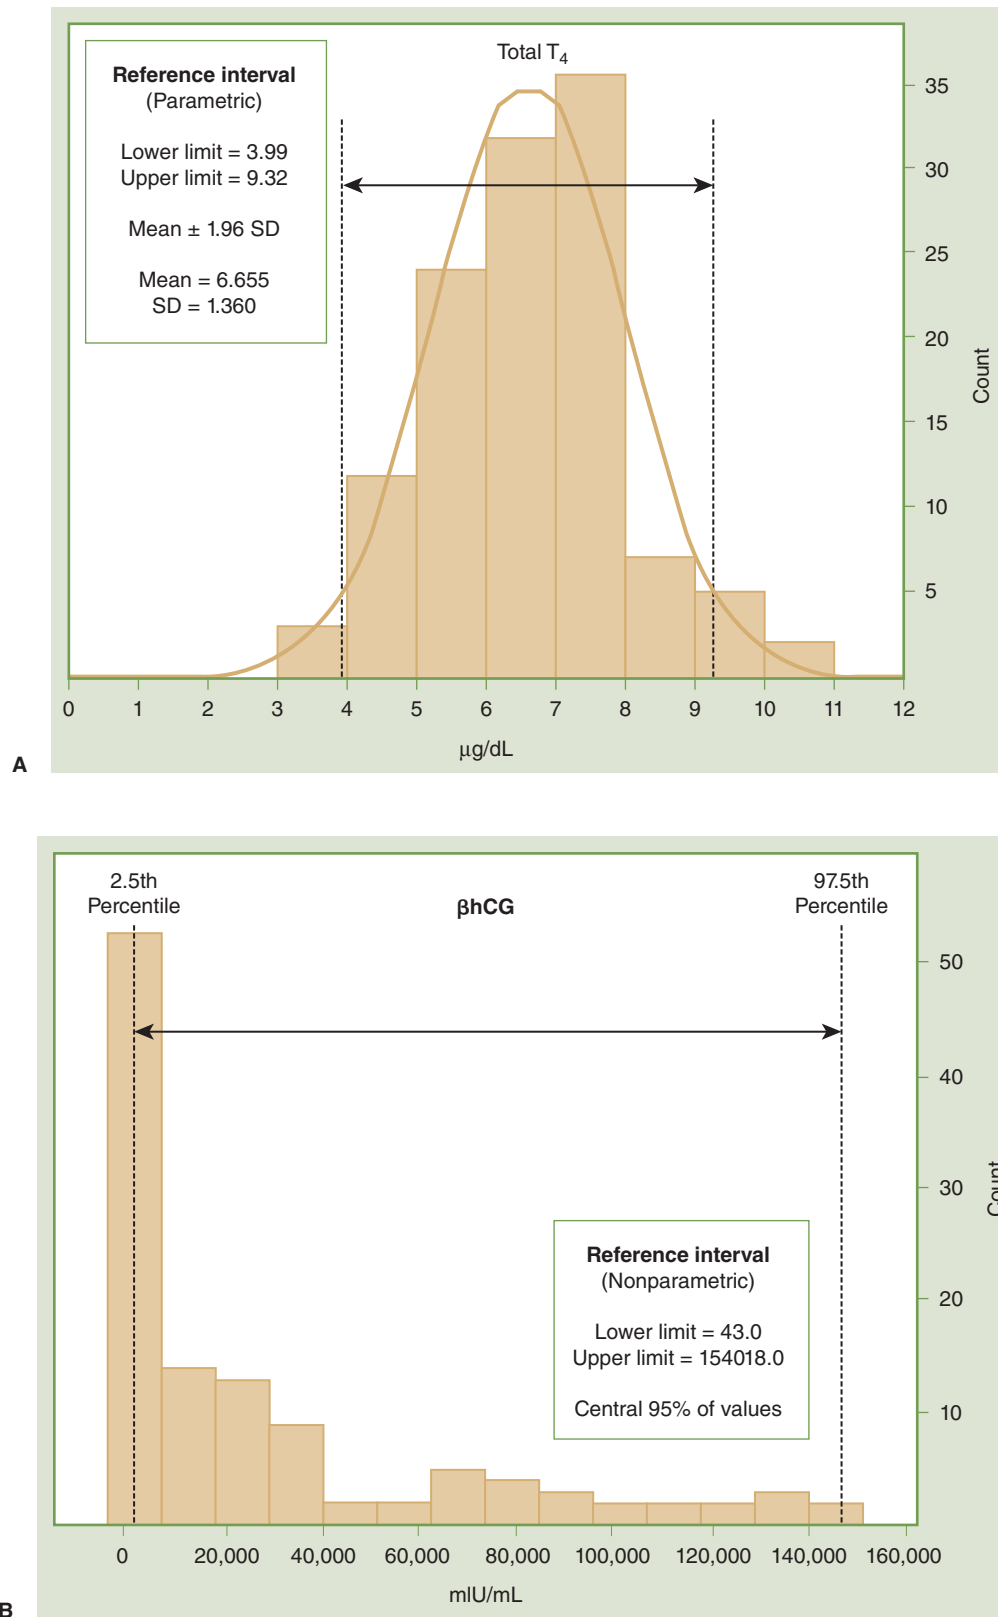 Total T4
Reference interval
(Parametric)
Lower limit = 3.99
Upper limit = 9.32
Mean ± 1.96 SD
Mean = 6.655
SD = 1.360
35
30
25
20
15
10
5
Count
0 1 2 3 4 5 6 7 8 9 10 11 12
µg/dL
A
2.5th
Percentile
βhCG
97.5th
Percentile
50
40
30
20
10
Count
Reference interval
(Nonparametric)
Lower limit = 43.0
Upper limit = 154018.0
Central 95% of values
0 20,000 40,000 60,000 80,000 100,000 120,000 140,000 160,000
mIU/mL
B